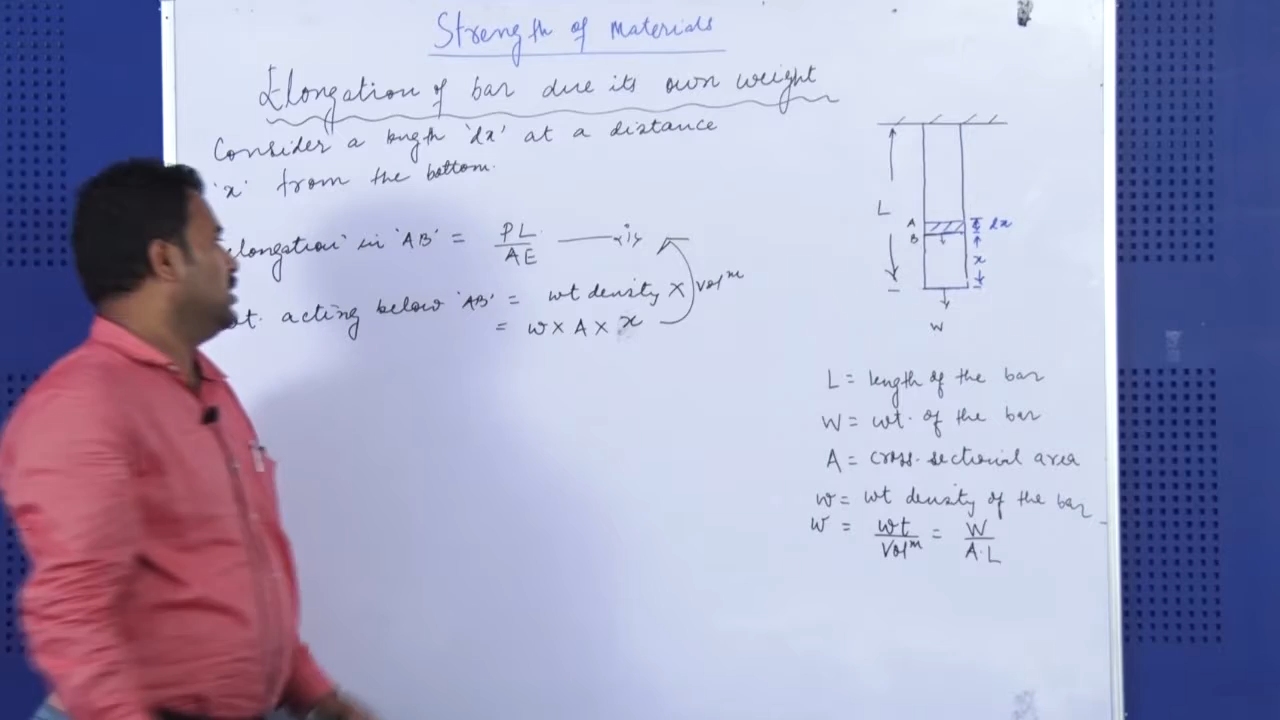 Strength of Materials
Elongation of bar due its own weight
Consider a length 'dx' at a distance
'x' from the bottom.
elongation in 'AB' = PL/AE —(i)
wt. acting below 'AB' = wt density × volᵐ
= w × A × x
L
A
B
dx
x
W
L = length of the bar
W = wt. of the bar
A = cross-sectional area
w = wt density of the bar
w = wt/Volᵐ = W/A·L